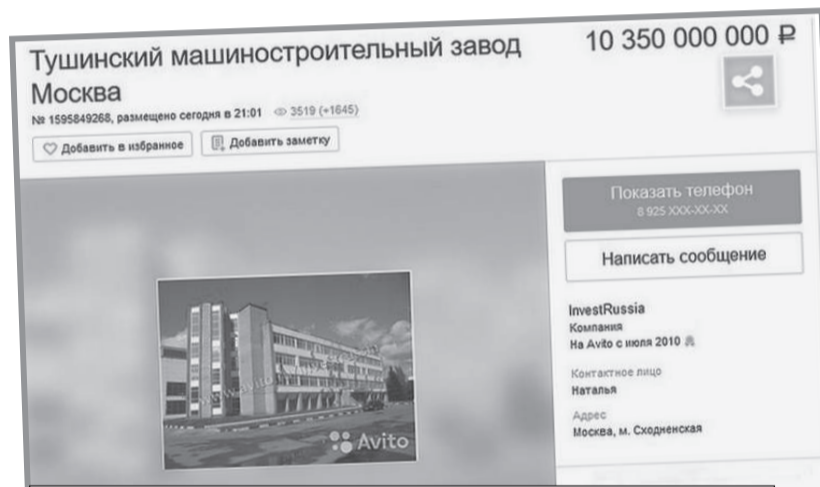 Тушинский машиностроительный завод
Москва
10 350 000 000 ₽
№ 1595849268, размещено сегодня в 21:01 3519 (+1645)
Добавить в избранное
Добавить заметку
Показать телефон
8 925 XXX-XX-XX
Написать сообщение
InvestRussia
Компания
На Avito с июля 2010
Контактное лицо
Наталья
Адрес
Москва, м. Сходненская
Avito